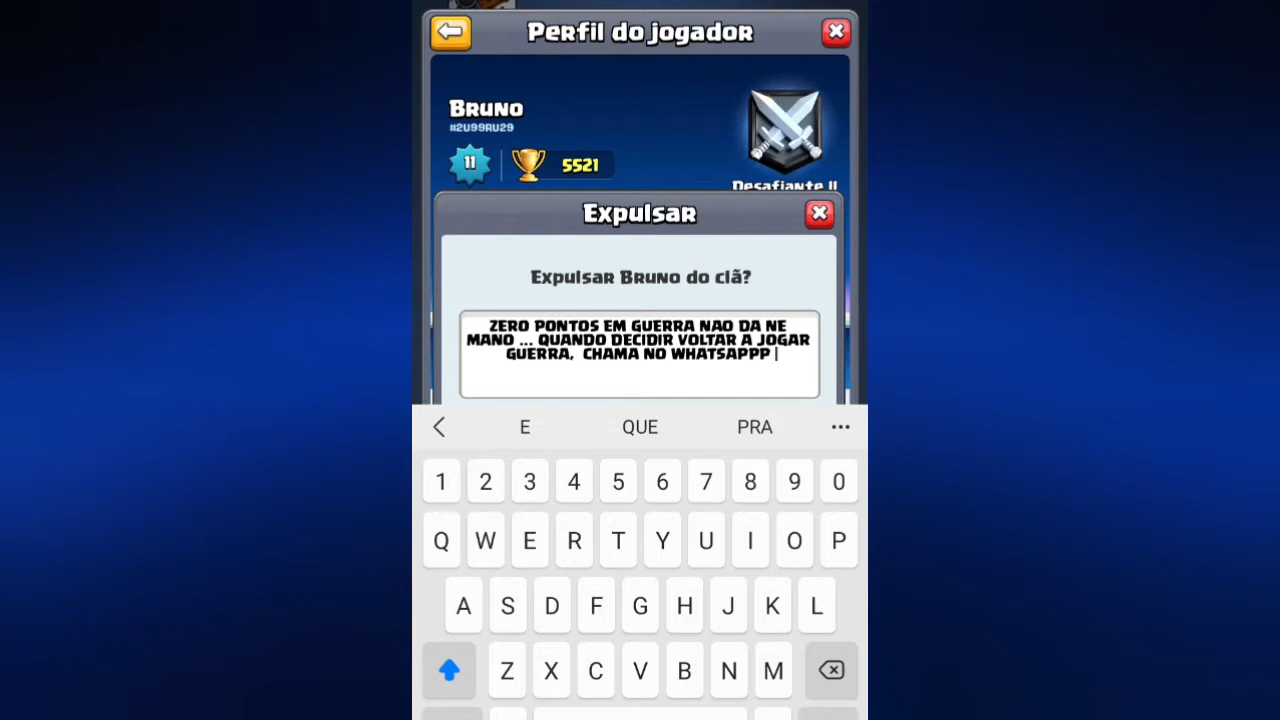 Perfil do jogador
Bruno
#2U99RU29
11
5521
Desafiante II
Expulsar
Expulsar Bruno do clã?
ZERO PONTOS EM GUERRA NAO DA NE
MANO ... QUANDO DECIDIR VOLTAR A JOGAR
GUERRA, CHAMA NO WHATSAPPP
E QUE PRA
1 2 3 4 5 6 7 8 9 0
Q W E R T Y U I O P
A S D F G H J K L
Z X C V B N M